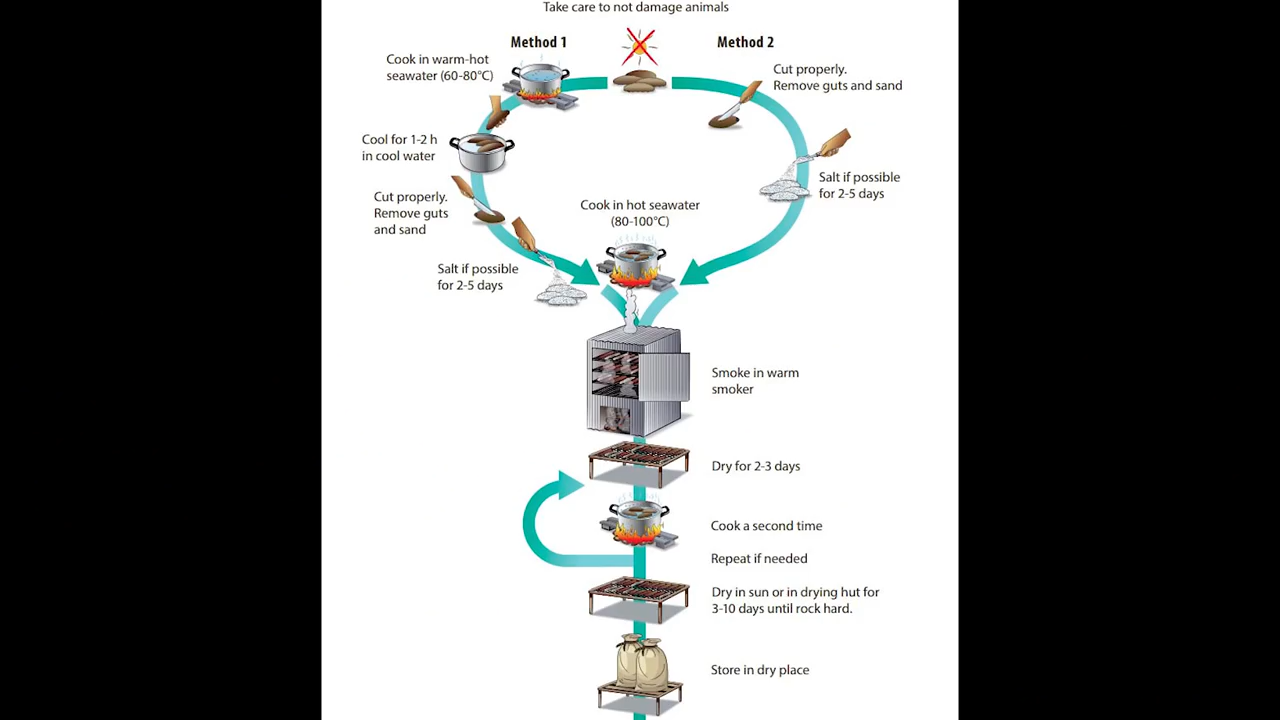 Take care to not damage animals
Method 1
Method 2
Cook in warm-hot
seawater (60-80°C)
Cool for 1-2 h
in cool water
Cut properly.
Remove guts
and sand
Salt if possible
for 2-5 days
Cut properly.
Remove guts and sand
Salt if possible
for 2-5 days
Cook in hot seawater
(80-100°C)
Smoke in warm
smoker
Dry for 2-3 days
Cook a second time
Repeat if needed
Dry in sun or in drying hut for
3-10 days until rock hard.
Store in dry place